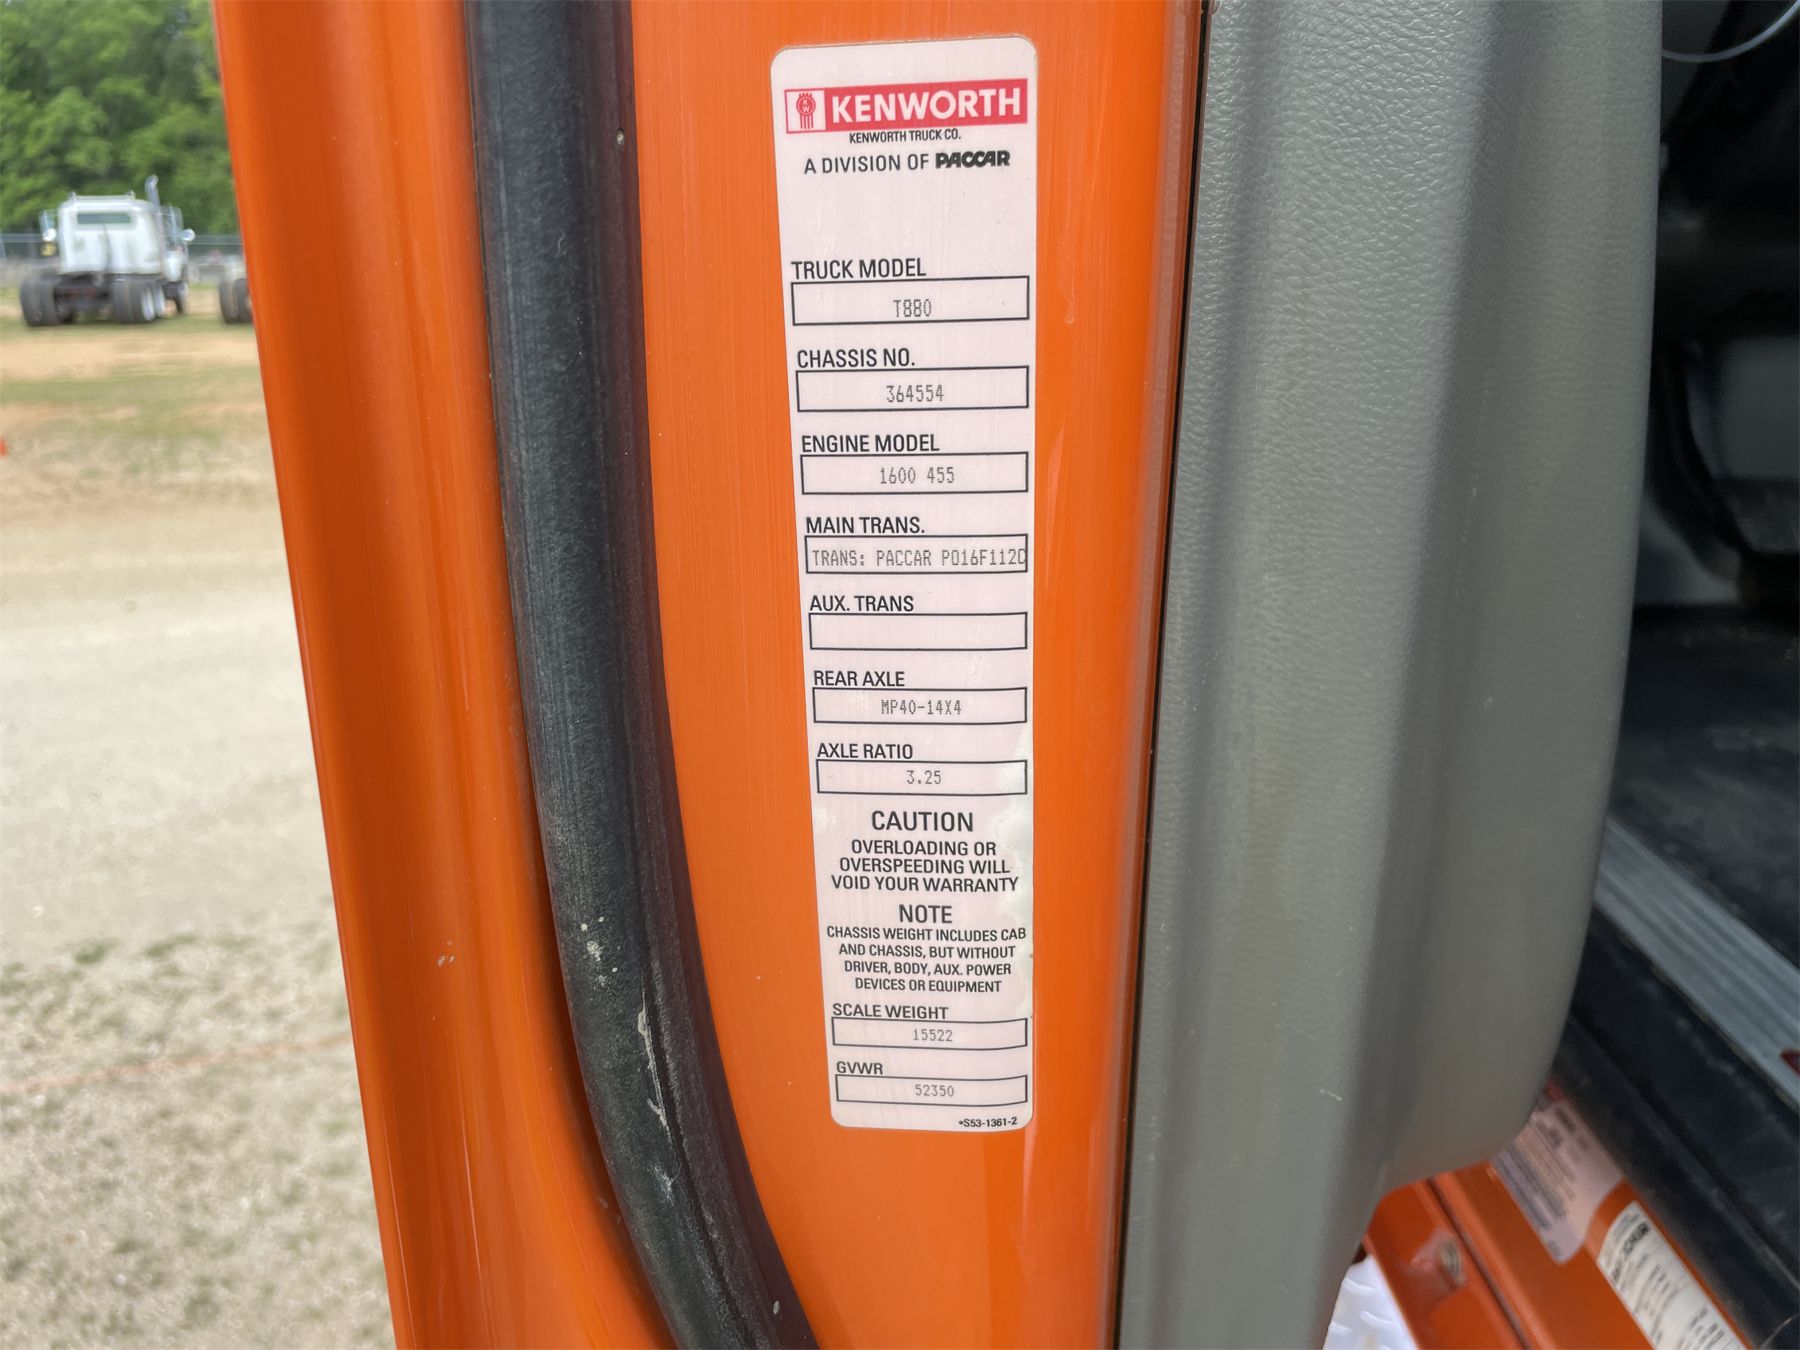 KENWORTH
KENWORTH TRUCK CO.
A DIVISION OF PACCAR
TRUCK MODEL
T880
CHASSIS NO.
364554
ENGINE MODEL
1600 455
MAIN TRANS.
TRANS: PACCAR PO16F112C
AUX. TRANS
REAR AXLE
MP40-14X4
AXLE RATIO
3.25
CAUTION
OVERLOADING OR
OVERSPEEDING WILL
VOID YOUR WARRANTY
NOTE
CHASSIS WEIGHT INCLUDES CAB
AND CHASSIS, BUT WITHOUT
DRIVER, BODY, AUX. POWER
DEVICES OR EQUIPMENT
SCALE WEIGHT
15522
GVWR
52350
*S53-1361-2